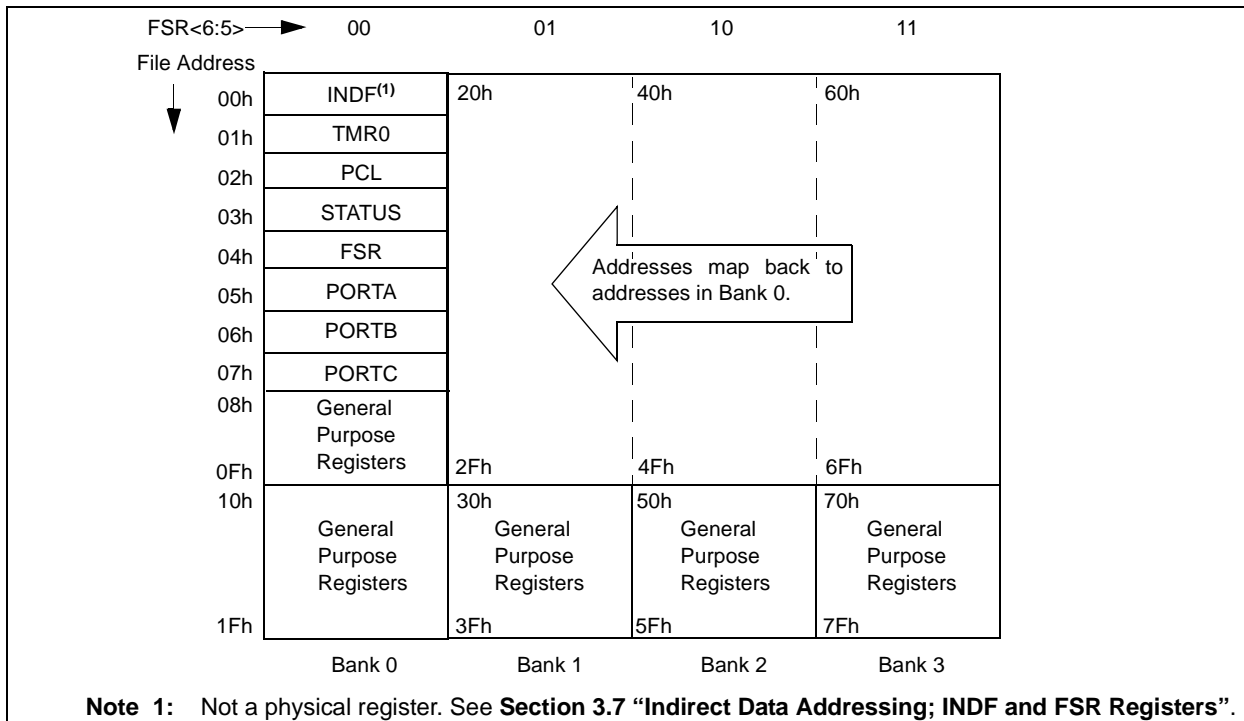 FSR<6:5> 00 01 10 11
File Address
00h INDF(1) 20h 40h 60h
01h TMR0
02h PCL
03h STATUS
04h FSR
Addresses map back to
05h PORTA
addresses in Bank 0.
06h PORTB
07h PORTC
08h General
Purpose
Registers
0Fh 2Fh 4Fh 6Fh
10h 30h 50h 70h
General General General General
Purpose Purpose Purpose Purpose
Registers Registers Registers Registers
1Fh 3Fh 5Fh 7Fh
Bank 0 Bank 1 Bank 2 Bank 3
Note 1: Not a physical register. See Section 3.7 “Indirect Data Addressing; INDF and FSR Registers”.